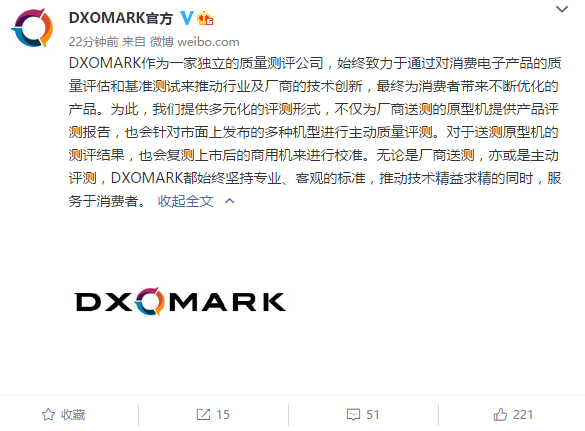 DXOMARK官方
22分钟前 来自 微博 weibo.com
DXOMARK作为一家独立的质量测评公司，始终致力于通过对消费电子产品的质
量评估和基准测试来推动行业及厂商的技术创新，最终为消费者带来不断优化的
产品。为此，我们提供多元化的评测形式，不仅为厂商送测的原型机提供产品评
测报告，也会针对市面上发布的多种机型进行主动质量评测。对于送测原型机的
测评结果，也会复测上市后的商用机来进行校准。无论是厂商送测，亦或是主动
评测，DXOMARK都始终坚持专业、客观的标准，推动技术精益求精的同时，服
务于消费者。 收起全文
DXOMARK
收藏 15 51 221